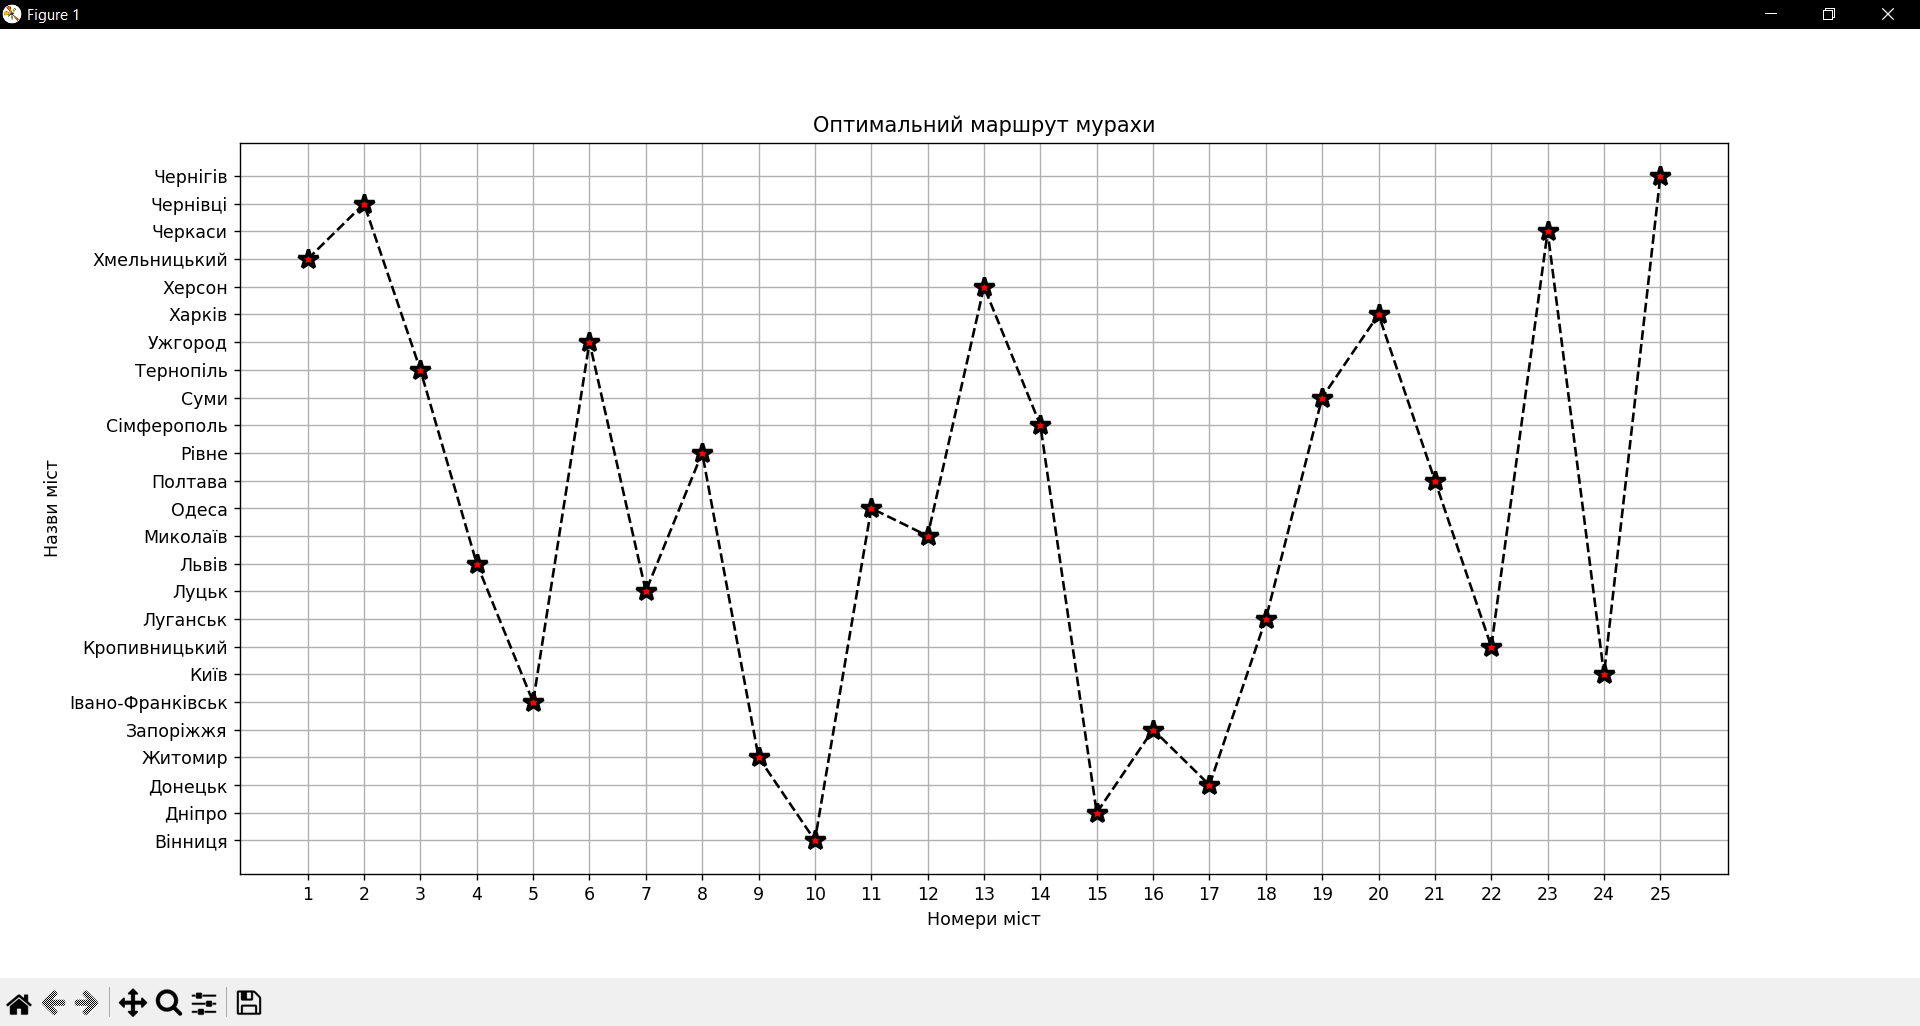 Figure 1
Оптимальний маршрут мурахи
Чернігів
Чернівці
Черкаси
Хмельницький
Херсон
Харків
Ужгород
Тернопіль
Суми
Сімферополь
Рівне
Полтава
Одеса
Миколаїв
Львів
Луцьк
Луганськ
Кропивницький
Київ
Івано-Франківськ
Запоріжжя
Житомир
Донецьк
Дніпро
Вінниця
Назви міст
1 2 3 4 5 6 7 8 9 10 11 12 13 14 15 16 17 18 19 20 21 22 23 24 25
Номери міст